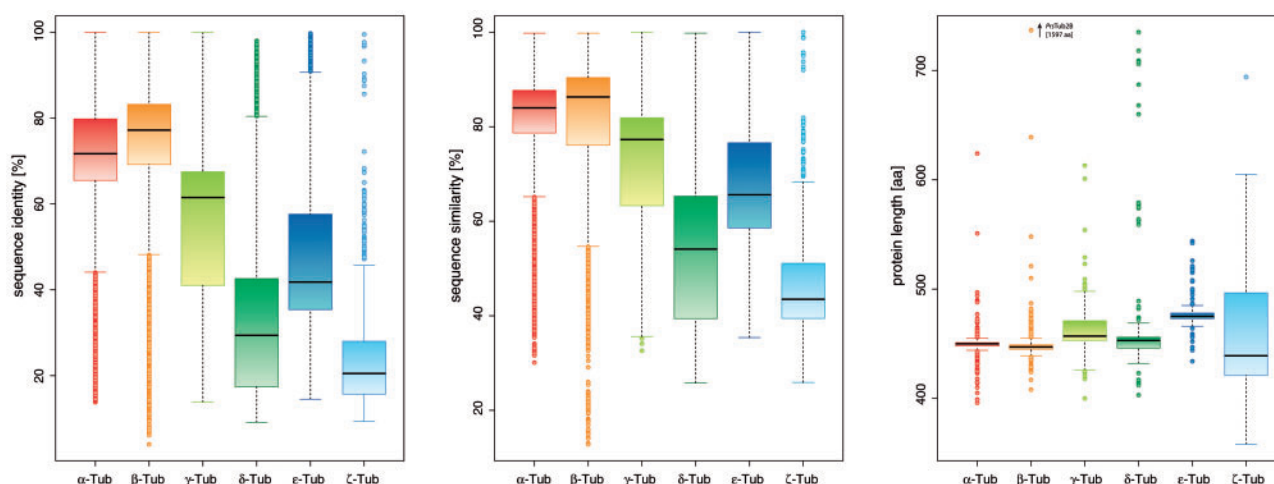 sequence identity [%]
100
80
60
40
20
α-Tub β-Tub γ-Tub δ-Tub ε-Tub ζ-Tub
sequence similarity [%]
100
80
60
40
20
α-Tub β-Tub γ-Tub δ-Tub ε-Tub ζ-Tub
protein length [aa]
700
600
500
400
[1597 aa]
α-Tub β-Tub γ-Tub δ-Tub ε-Tub ζ-Tub